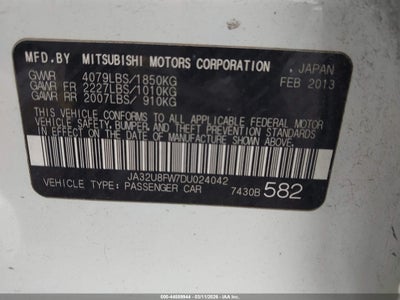 MFD.BY MITSUBISHI MOTORS CORPORATION . JAPAN
GVWR 4079LBS/1850KG FEB 2013
GAWR FR 2227LBS/1010KG
GAWR RR 2007LBS/ 910KG
THIS VEHICLE CONFORMS TO ALL APPLICABLE FEDERAL MOTOR
VEHICLE SAFETY, BUMPER, AND THEFT PREVENTION STANDARDS
IN EFFECT ON THE DATE OF MANUFACTURE SHOWN ABOVE.
JA32U8FW7DU024042
VEHICLE TYPE: PASSENGER CAR 7430B 582